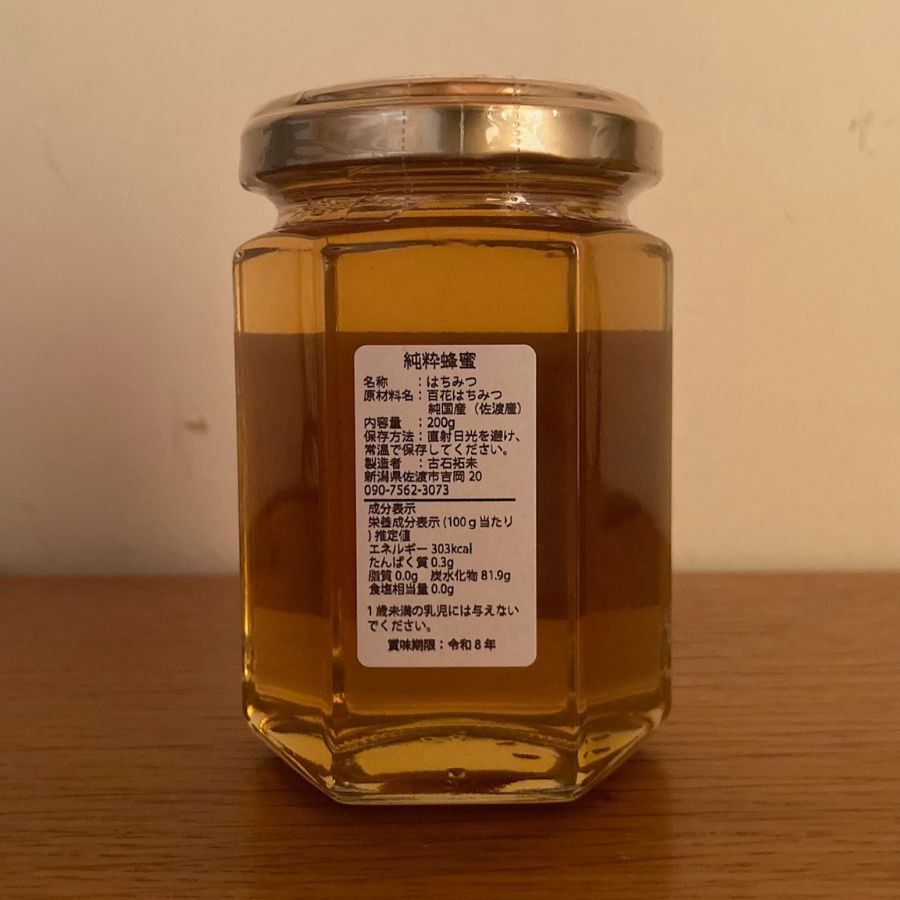 純粋蜂蜜
名称　　：はちみつ
原材料名：百花はちみつ
純国産（佐渡産）
内容量　：200g
保存方法：直射日光を避け、
常温で保存してください。
製造者　：古石拓未
新潟県佐渡市吉岡 20
090-7562-3073
成分表示
栄養成分表示 (100ｇ当たり
) 推定値
エネルギー 303kcal
たんぱく質 0.3g
脂質 0.0g　炭水化物 81.9g
食塩相当量 0.0g
1 歳未満の乳児には与えない
でください。
賞味期限：令和 8 年